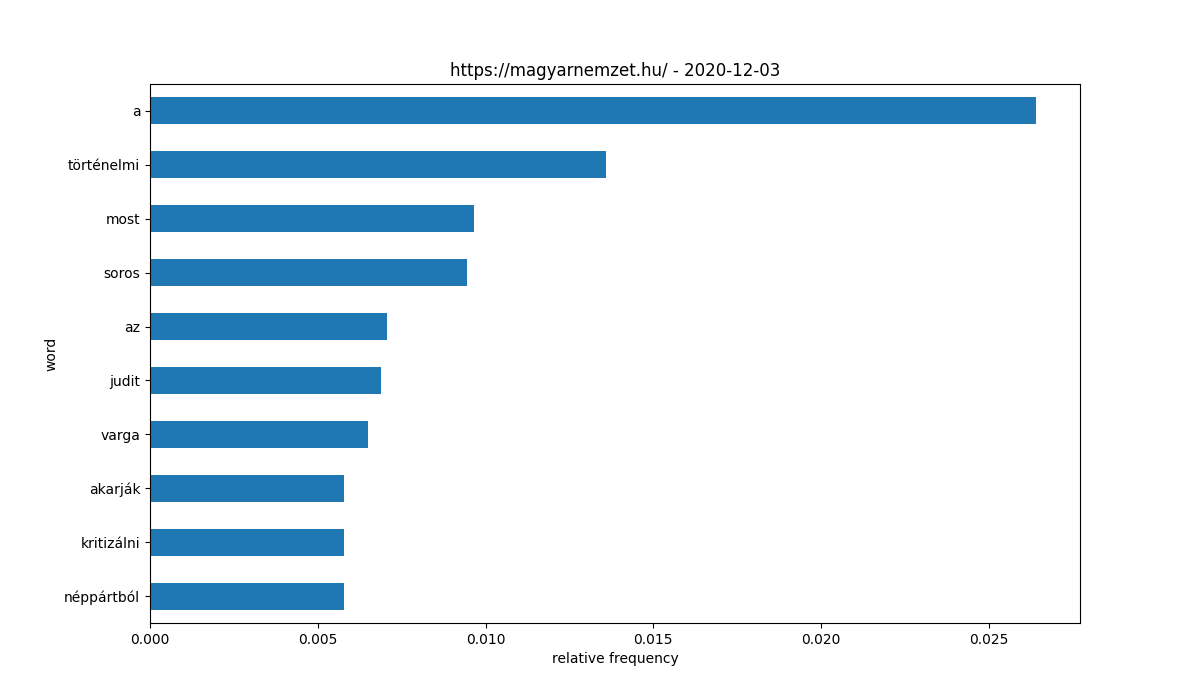 https://magyarnemzet.hu/ - 2020-12-03
a
történelmi
most
soros
az
judit
varga
akarják
kritizálni
néppártból
word
0.000 0.005 0.010 0.015 0.020 0.025
relative frequency